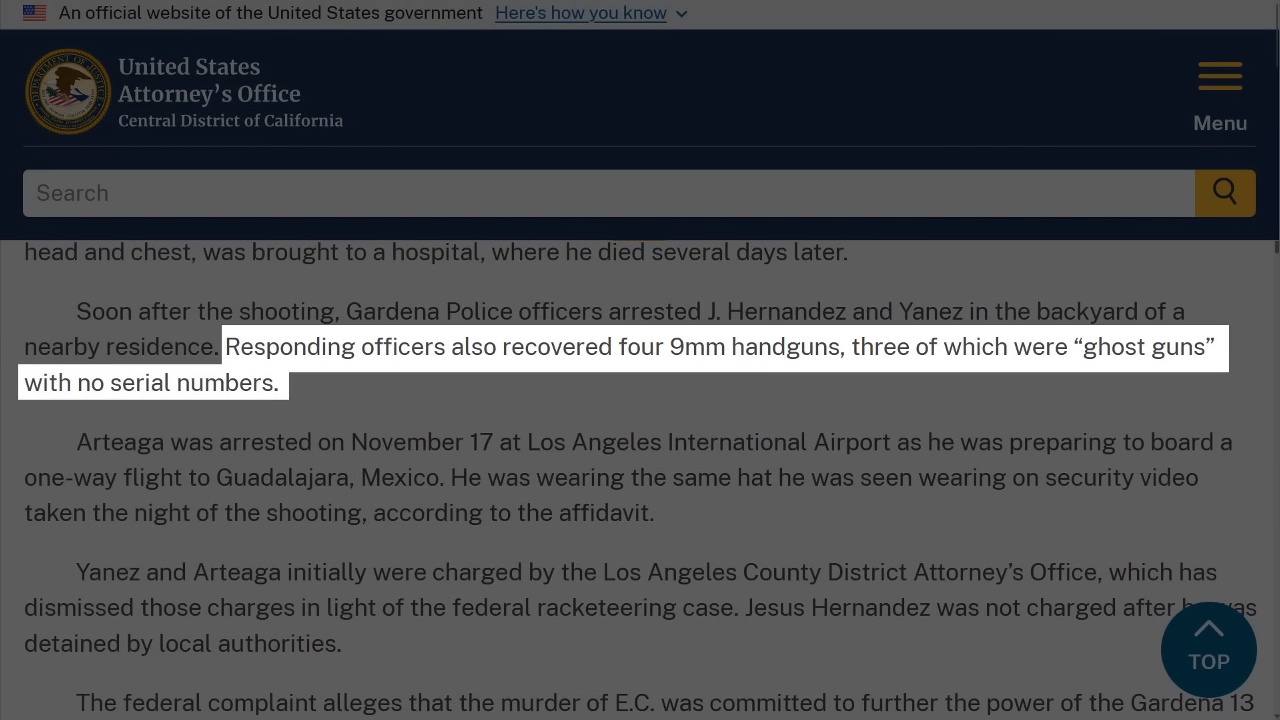 An official website of the United States government Here's how you know
United States
Attorney’s Office
Central District of California
Menu
Search
head and chest, was brought to a hospital, where he died several days later.
Soon after the shooting, Gardena Police officers arrested J. Hernandez and Yanez in the backyard of a
nearby residence. Responding officers also recovered four 9mm handguns, three of which were “ghost guns”
with no serial numbers.
Arteaga was arrested on November 17 at Los Angeles International Airport as he was preparing to board a
one-way flight to Guadalajara, Mexico. He was wearing the same hat he was seen wearing on security video
taken the night of the shooting, according to the affidavit.
Yanez and Arteaga initially were charged by the Los Angeles County District Attorney’s Office, which has
dismissed those charges in light of the federal racketeering case. Jesus Hernandez was not charged after
detained by local authorities.
TOP
The federal complaint alleges that the murder of E.C. was committed to further the power of the Gardena 13